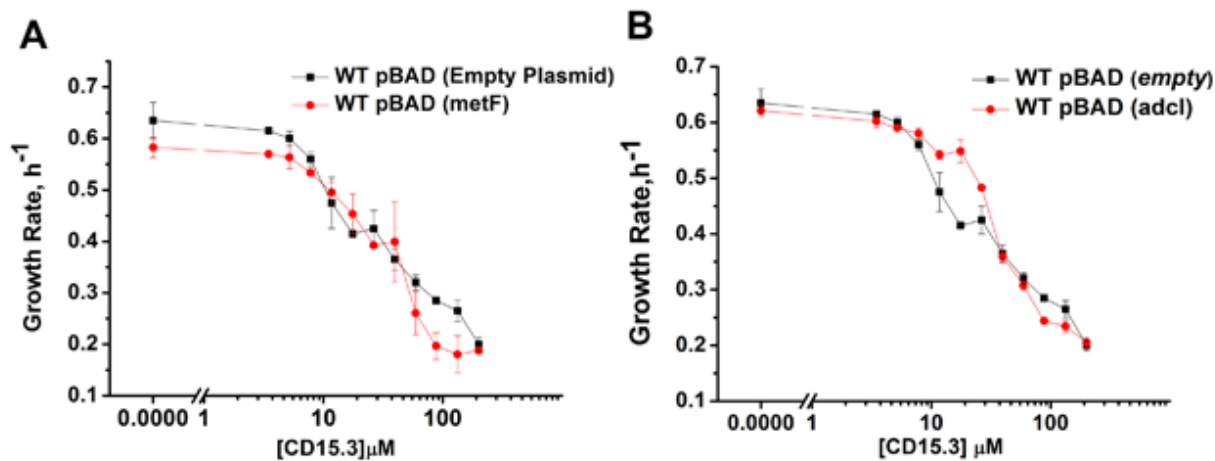 A
WT pBAD (Empty Plasmid)
WT pBAD (metF)
Growth Rate, h-1
0.7
0.6
0.5
0.4
0.3
0.2
0.1
0.0000 1 10 100
[CD15.3]μM
B
WT pBAD (empty)
WT pBAD (adcl)
Growth Rate,h-1
0.7
0.6
0.5
0.4
0.3
0.2
0.1
0.0000 1 10 100
[CD15.3] μM